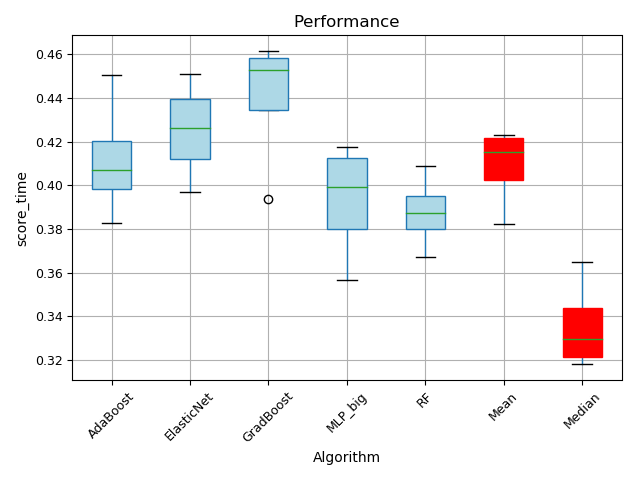 Performance
score_time
0.46
0.44
0.42
0.40
0.38
0.36
0.34
0.32
AdaBoost
ElasticNet
GradBoost
MLP_big
RF
Mean
Median
Algorithm